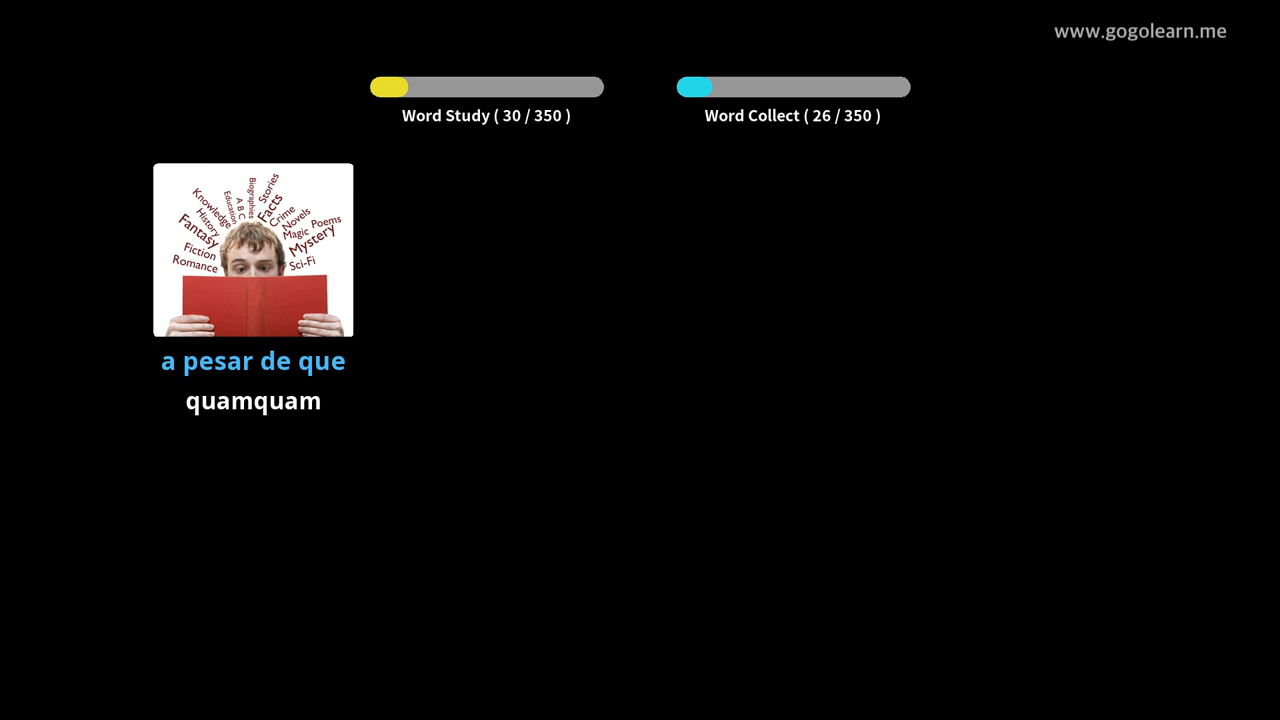 www.gogolearn.me
Word Study ( 30 / 350 )
Word Collect ( 26 / 350 )
Stories
Biographies
Facts
A B C
Education
Knowledge
Crime
History
Novels
Fantasy
Magic
Poems
Mystery
Fiction
Romance
Sci-Fi
a pesar de que
quamquam